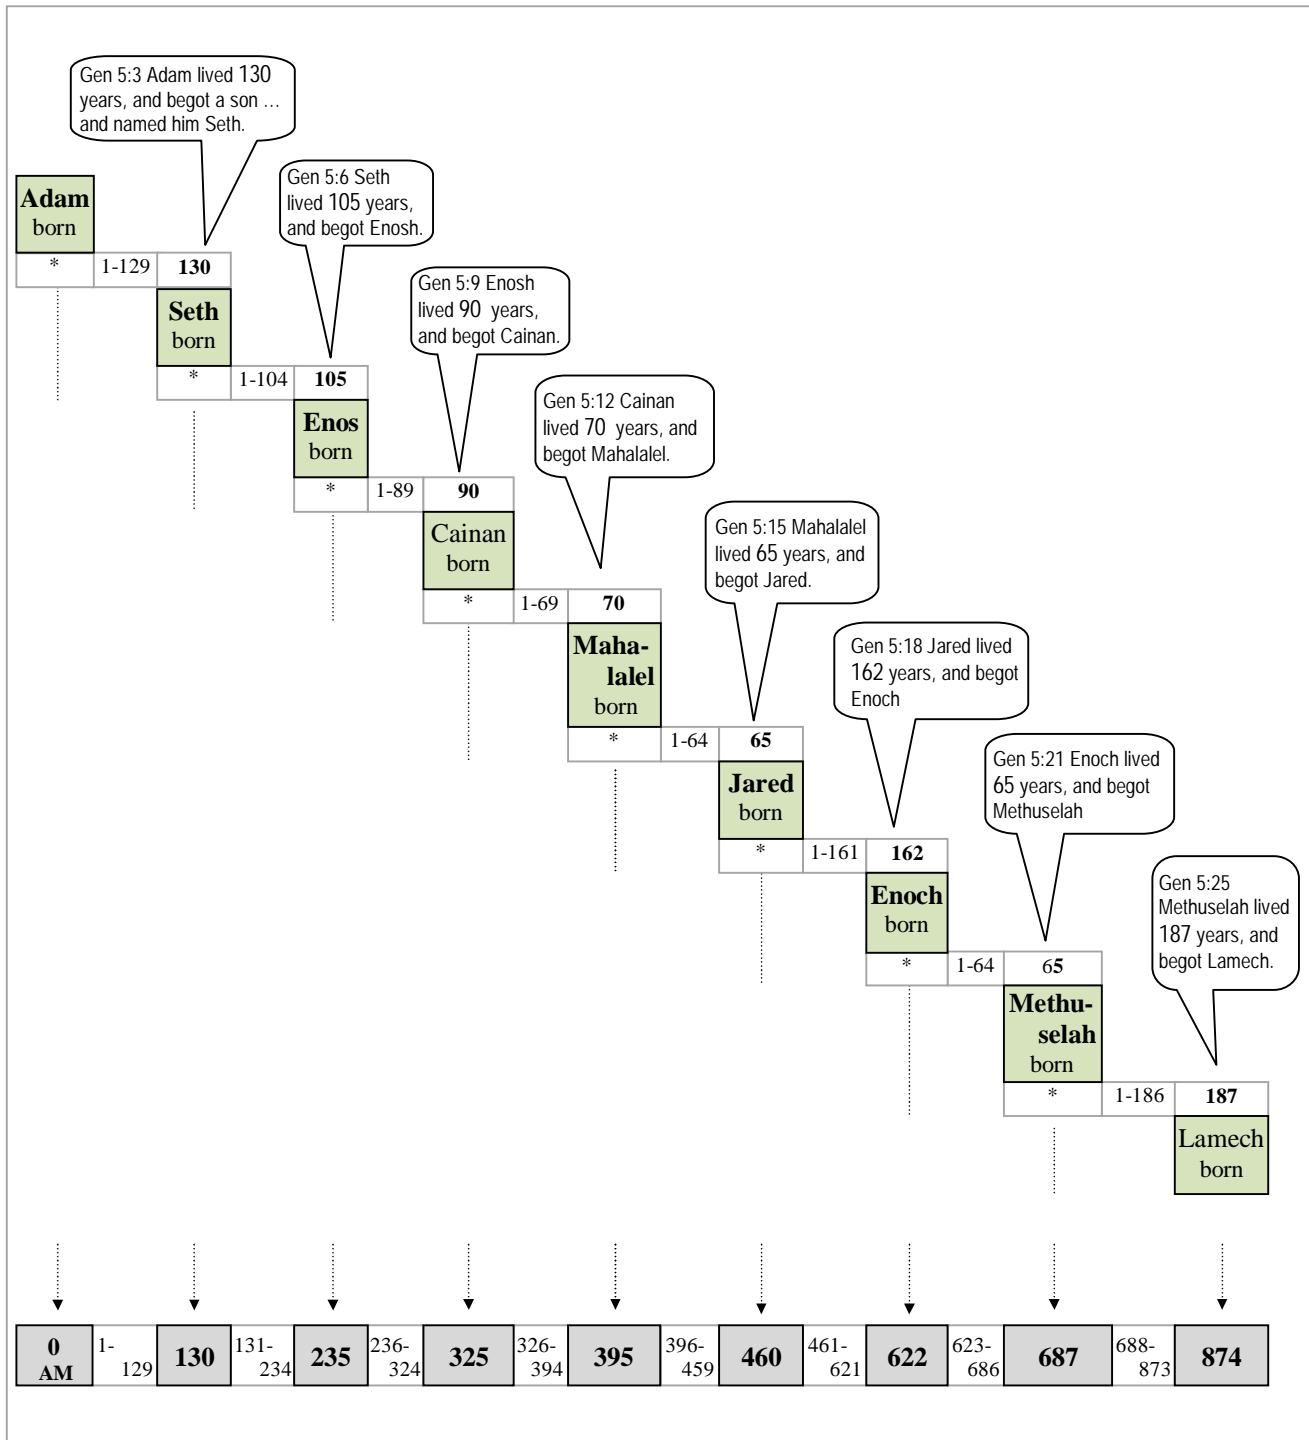 Gen 5:3 Adam lived 130
years, and begot a son …
and named him Seth.
Adam
born
* 1-129 130
Gen 5:6 Seth
lived 105 years,
and begot Enosh.
Seth
born
* 1-104 105
Gen 5:9 Enosh
lived 90 years,
and begot Cainan.
Enos
born
* 1-89 90
Gen 5:12 Cainan
lived 70 years, and
begot Mahalalel.
Cainan
born
* 1-69 70
Gen 5:15 Mahalalel
lived 65 years, and
begot Jared.
Maha-
lalel
born
* 1-64 65
Gen 5:18 Jared lived
162 years, and begot
Enoch
Jared
born
* 1-161 162
Gen 5:21 Enoch lived
65 years, and begot
Methuselah
Enoch
born
* 1-64 65
Gen 5:25
Methuselah lived
187 years, and
begot Lamech.
Methu-
selah
born
* 1-186 187
Lamech
born
0
AM
1-
129
130
131-
234
235
236-
324
325
326-
394
395
396-
459
460
461-
621
622
623-
686
687
688-
873
874